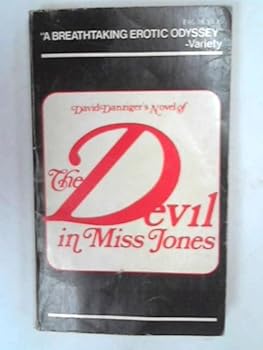 "A BREATHTAKING EROTIC ODYSSEY"
-Variety
David Danziger's Novel of
The Devil
in Miss Jones